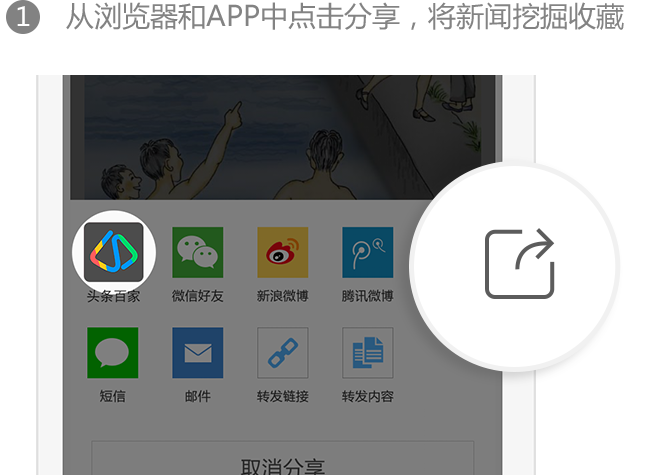 1 从浏览器和APP中点击分享，将新闻挖掘收藏
头条百家 微信好友 新浪微博 腾讯微博
短信 邮件 转发链接 转发内容
取消分享